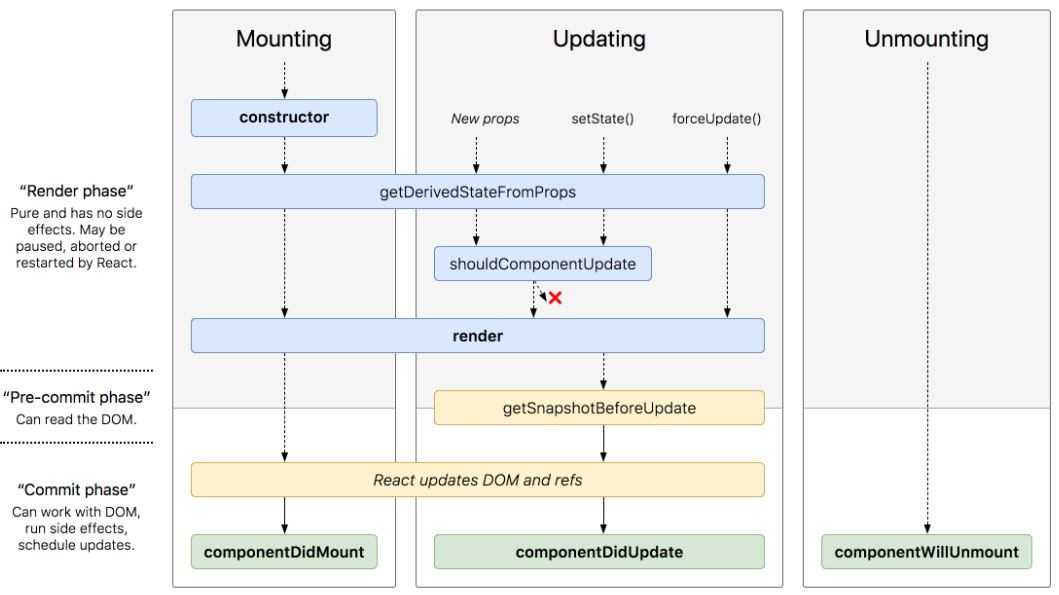 Mounting
Updating
Unmounting
constructor
New props
setState()
forceUpdate()
“Render phase”
Pure and has no side
effects. May be
paused, aborted or
restarted by React.
getDerivedStateFromProps
shouldComponentUpdate
render
“Pre-commit phase”
Can read the DOM.
getSnapshotBeforeUpdate
“Commit phase”
Can work with DOM,
run side effects,
schedule updates.
React updates DOM and refs
componentDidMount
componentDidUpdate
componentWillUnmount